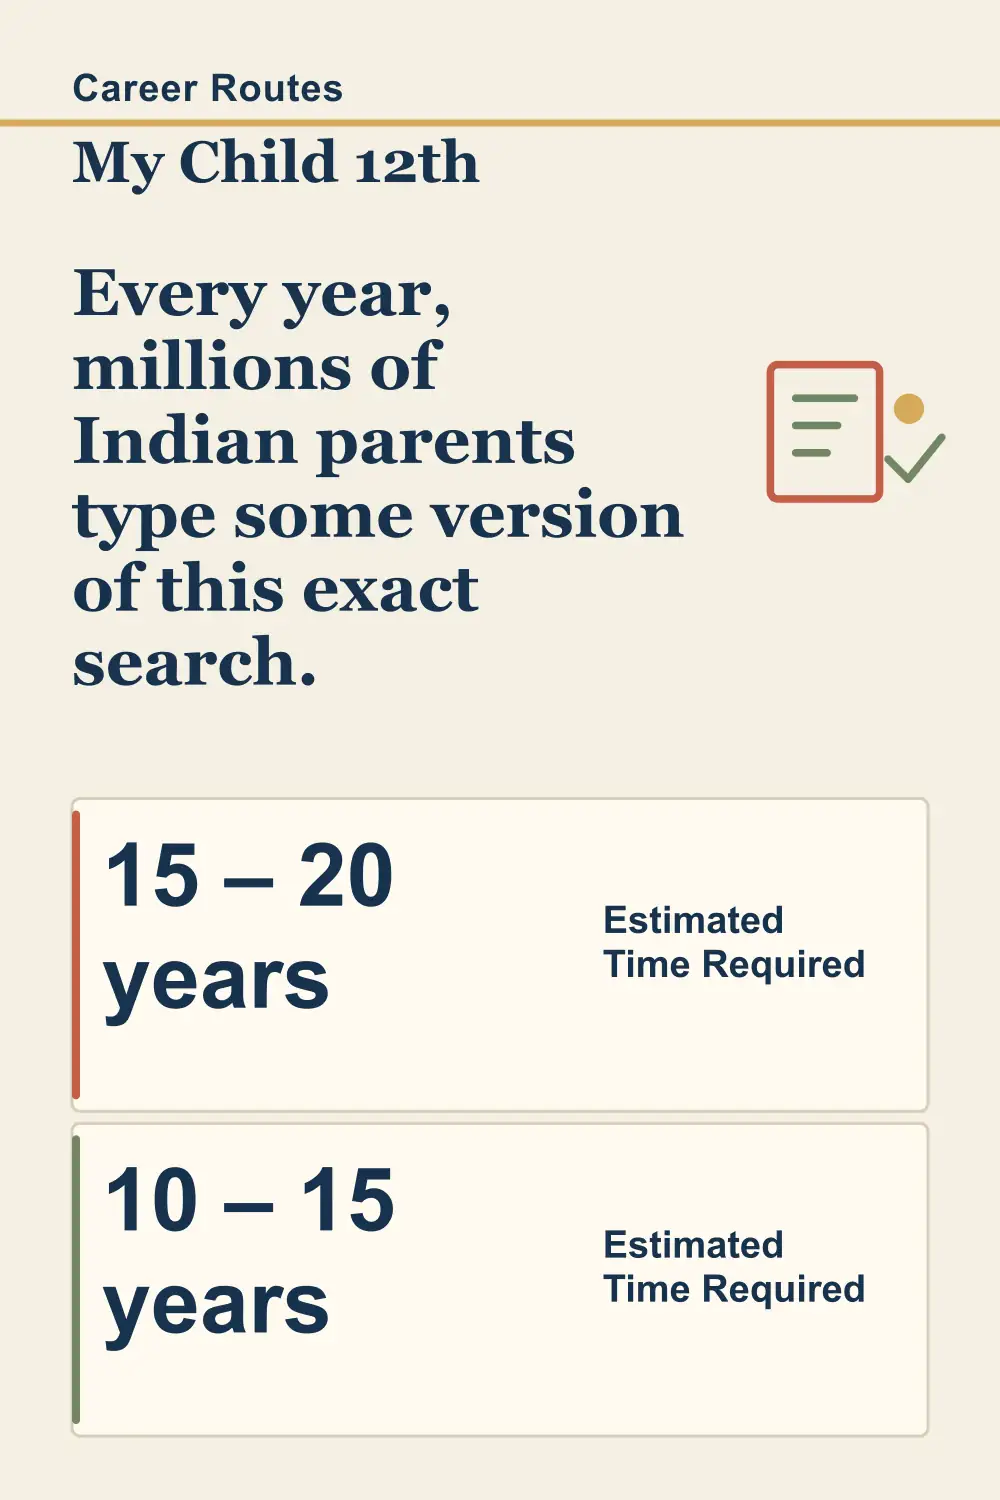 Career Routes
My Child 12th
Every year,
millions of
Indian parents
type some version
of this exact
search.
15 – 20
years
Estimated
Time Required
10 – 15
years
Estimated
Time Required